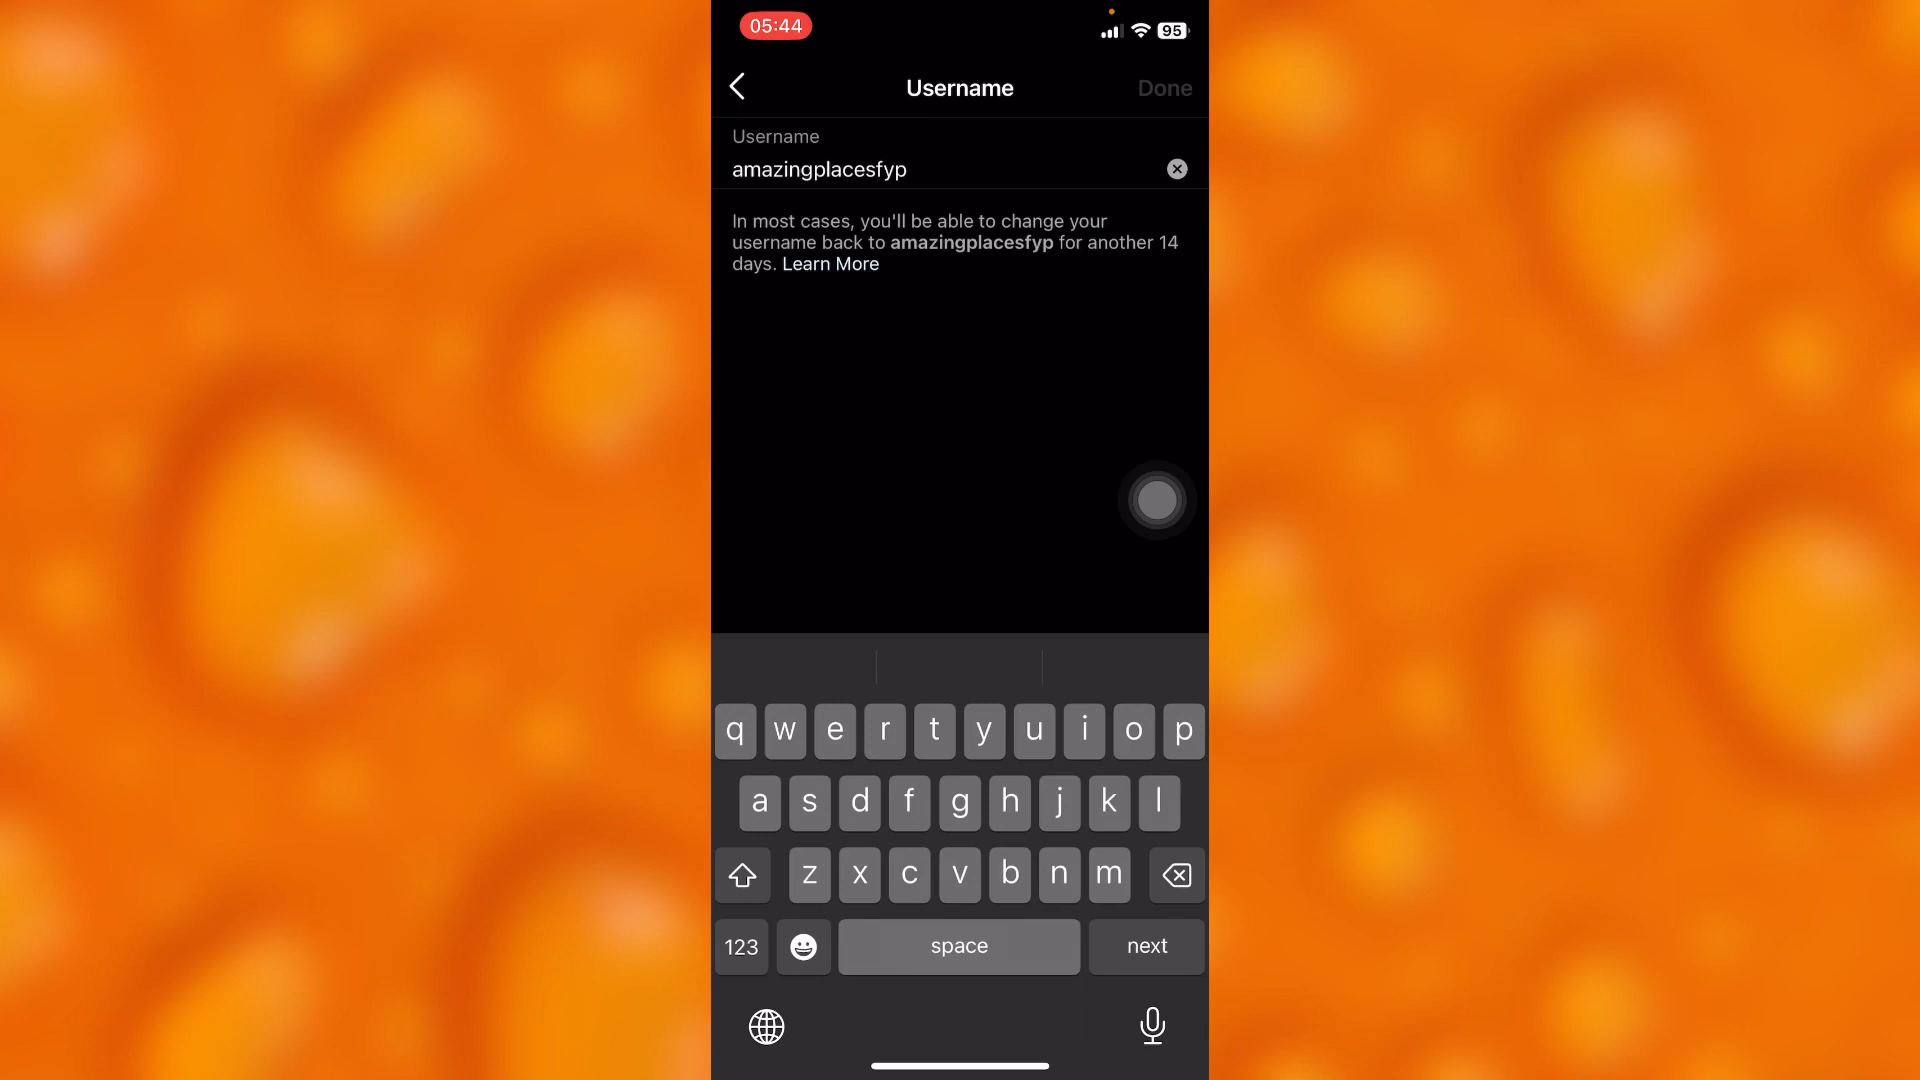 05:44
95
Username
Done
Username
amazingplacesfyp
In most cases, you'll be able to change your
username back to amazingplacesfyp for another 14
days. Learn More
q w e r t y u i o p
a s d f g h j k l
z x c v b n m
123 space next